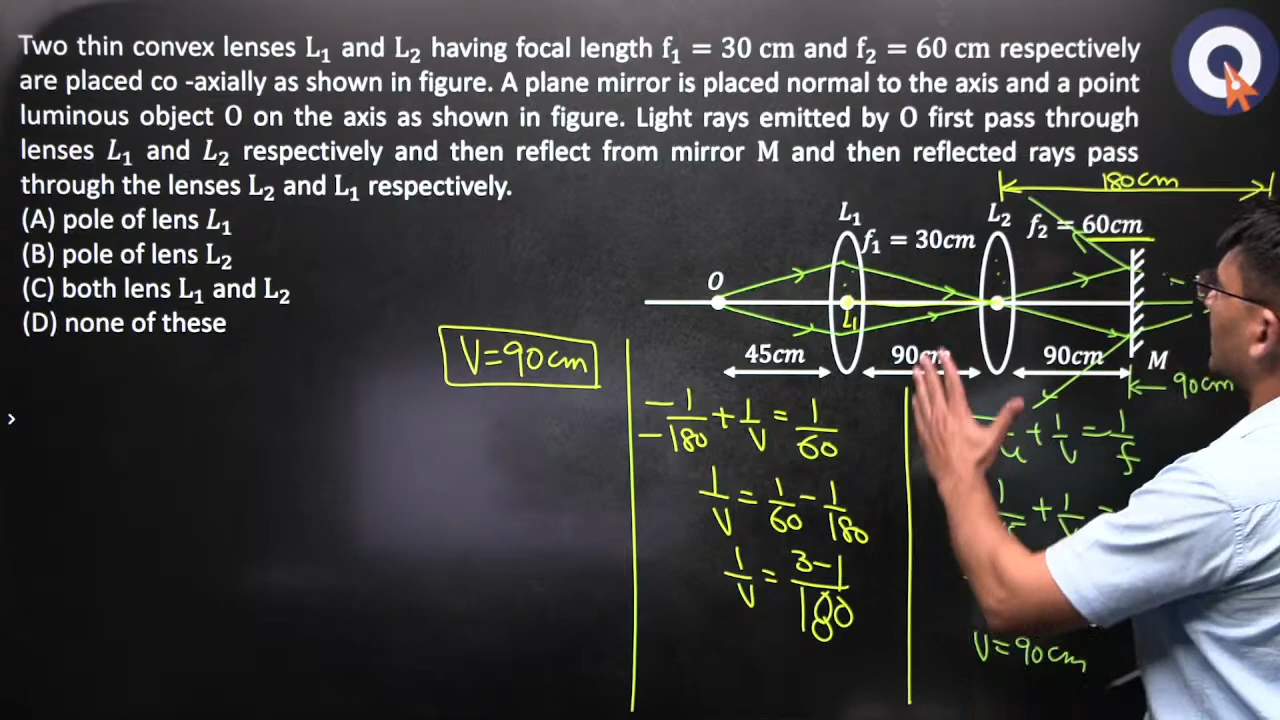 Two thin convex lenses L₁ and L₂ having focal length f₁ = 30 cm and f₂ = 60 cm respectively
are placed co -axially as shown in figure. A plane mirror is placed normal to the axis and a point
luminous object O on the axis as shown in figure. Light rays emitted by O first pass through
lenses L₁ and L₂ respectively and then reflect from mirror M and then reflected rays pass
through the lenses L₂ and L₁ respectively.
(A) pole of lens L₁
(B) pole of lens L₂
(C) both lens L₁ and L₂
(D) none of these
180cm
L₁
L₂
f₂ = 60cm
f₁ = 30cm
O
L₁
45cm
90cm
90cm
M
90cm
V=90cm
-1/-180 + 1/V = 1/60
1/V = 1/60 - 1/180
1/V = 3-1/180
+ 1/V = 1/f
V=90cm